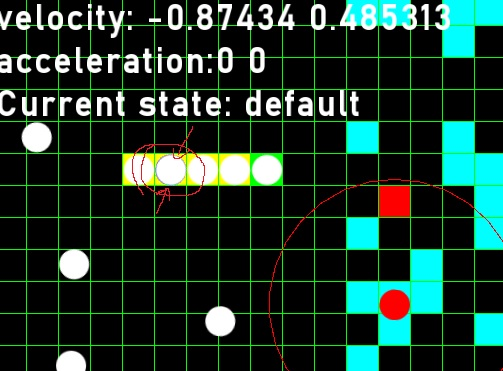 velocity: -0.87434 0.485313
acceleration:0 0
Current state: default